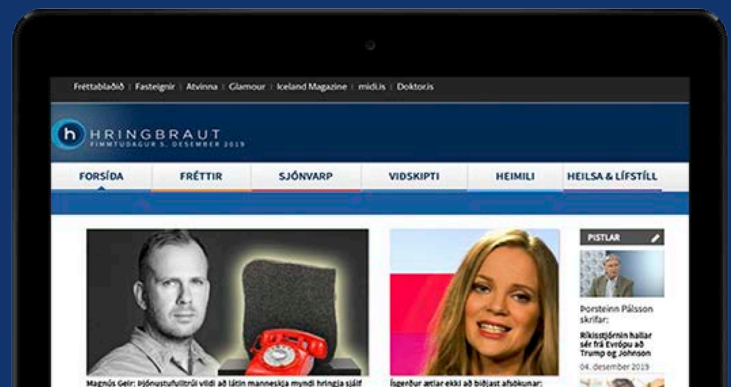 Fréttablaðið | Fasteignir | Atvinna | Glamour | Iceland Magazine | midi.is | Doktor.is
h HRINGBRAUT
FIMMTUDAGUR 5. DESEMBER 2019
FORSÍÐA FRÉTTIR SJÓNVARP VIÐSKIPTI HEIMILI HEILSA & LÍFSTÍLL
PISTLAR
Þorsteinn Pálsson
skrifar:
Ríkisstjórnin hallar
sér frá Evrópu að
Trump og Johnson
04. desember 2019
Magnús Geir: Þjónustufulltrúi vildi að látin manneskja myndi hringja sjálf
Ísgerður ætlar ekki að biðjast afsökunar: